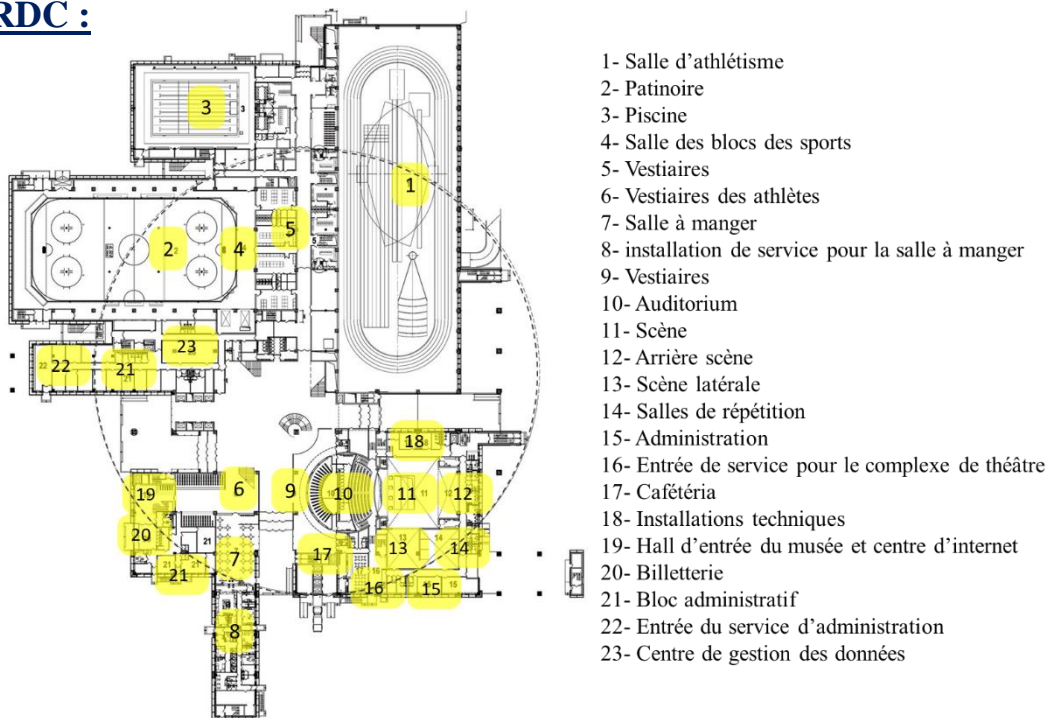 RDC :
1- Salle d’athlétisme
2- Patinoire
3- Piscine
4- Salle des blocs des sports
5- Vestiaires
6- Vestiaires des athlètes
7- Salle à manger
8- installation de service pour la salle à manger
9- Vestiaires
10- Auditorium
11- Scène
12- Arrière scène
13- Scène latérale
14- Salles de répétition
15- Administration
16- Entrée de service pour le complexe de théâtre
17- Cafétéria
18- Installations techniques
19- Hall d’entrée du musée et centre d’internet
20- Billetterie
21- Bloc administratif
22- Entrée du service d’administration
23- Centre de gestion des données
3
1
5
2
4
23
22
21
18
19
6
9
10
11
12
20
7
17
13
14
21
16
15
8